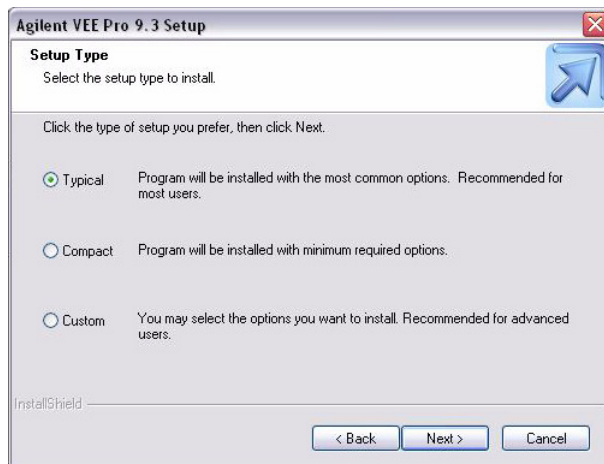 Agilent VEE Pro 9.3 Setup
Setup Type
Select the setup type to install.
Click the type of setup you prefer, then click Next.
Typical
Program will be installed with the most common options. Recommended for
most users.
Compact
Program will be installed with minimum required options.
Custom
You may select the options you want to install. Recommended for advanced
users.
InstallShield
< Back
Next >
Cancel